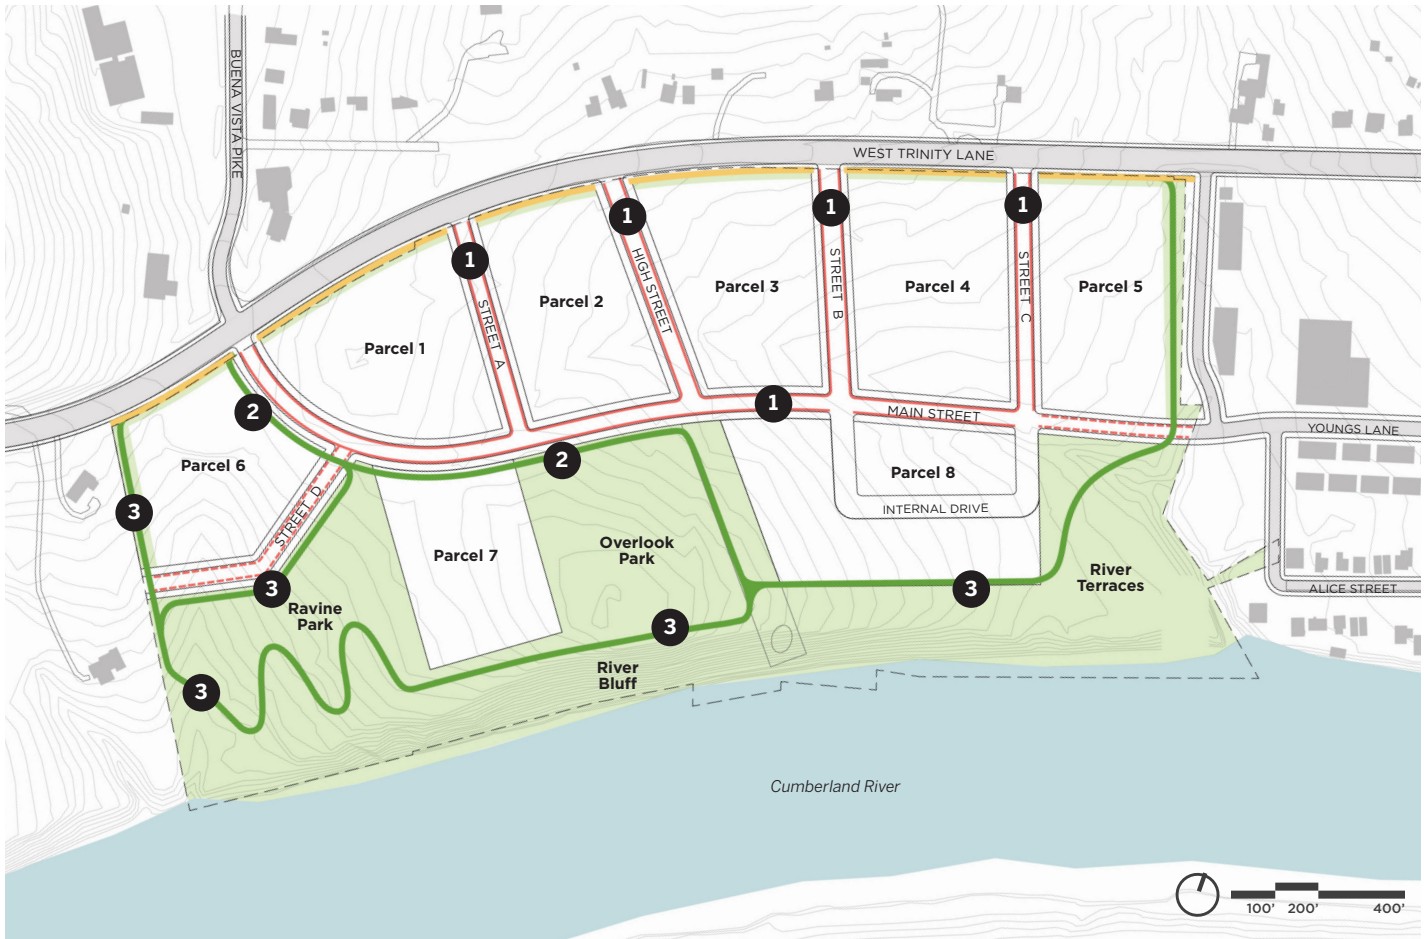 BUENA VISTA PIKE
WEST TRINITY LANE
1
1
1
1
HIGH STREET
STREET B
STREET C
STREET A
Parcel 1
Parcel 2
Parcel 3
Parcel 4
Parcel 5
2
1
MAIN STREET
YOUNGS LANE
Parcel 6
2
Parcel 8
INTERNAL DRIVE
3
STREET D
Parcel 7
Overlook
Park
River
Terraces
3
3
ALICE STREET
Ravine
Park
3
River
Bluff
3
Cumberland River
100' 200' 400'